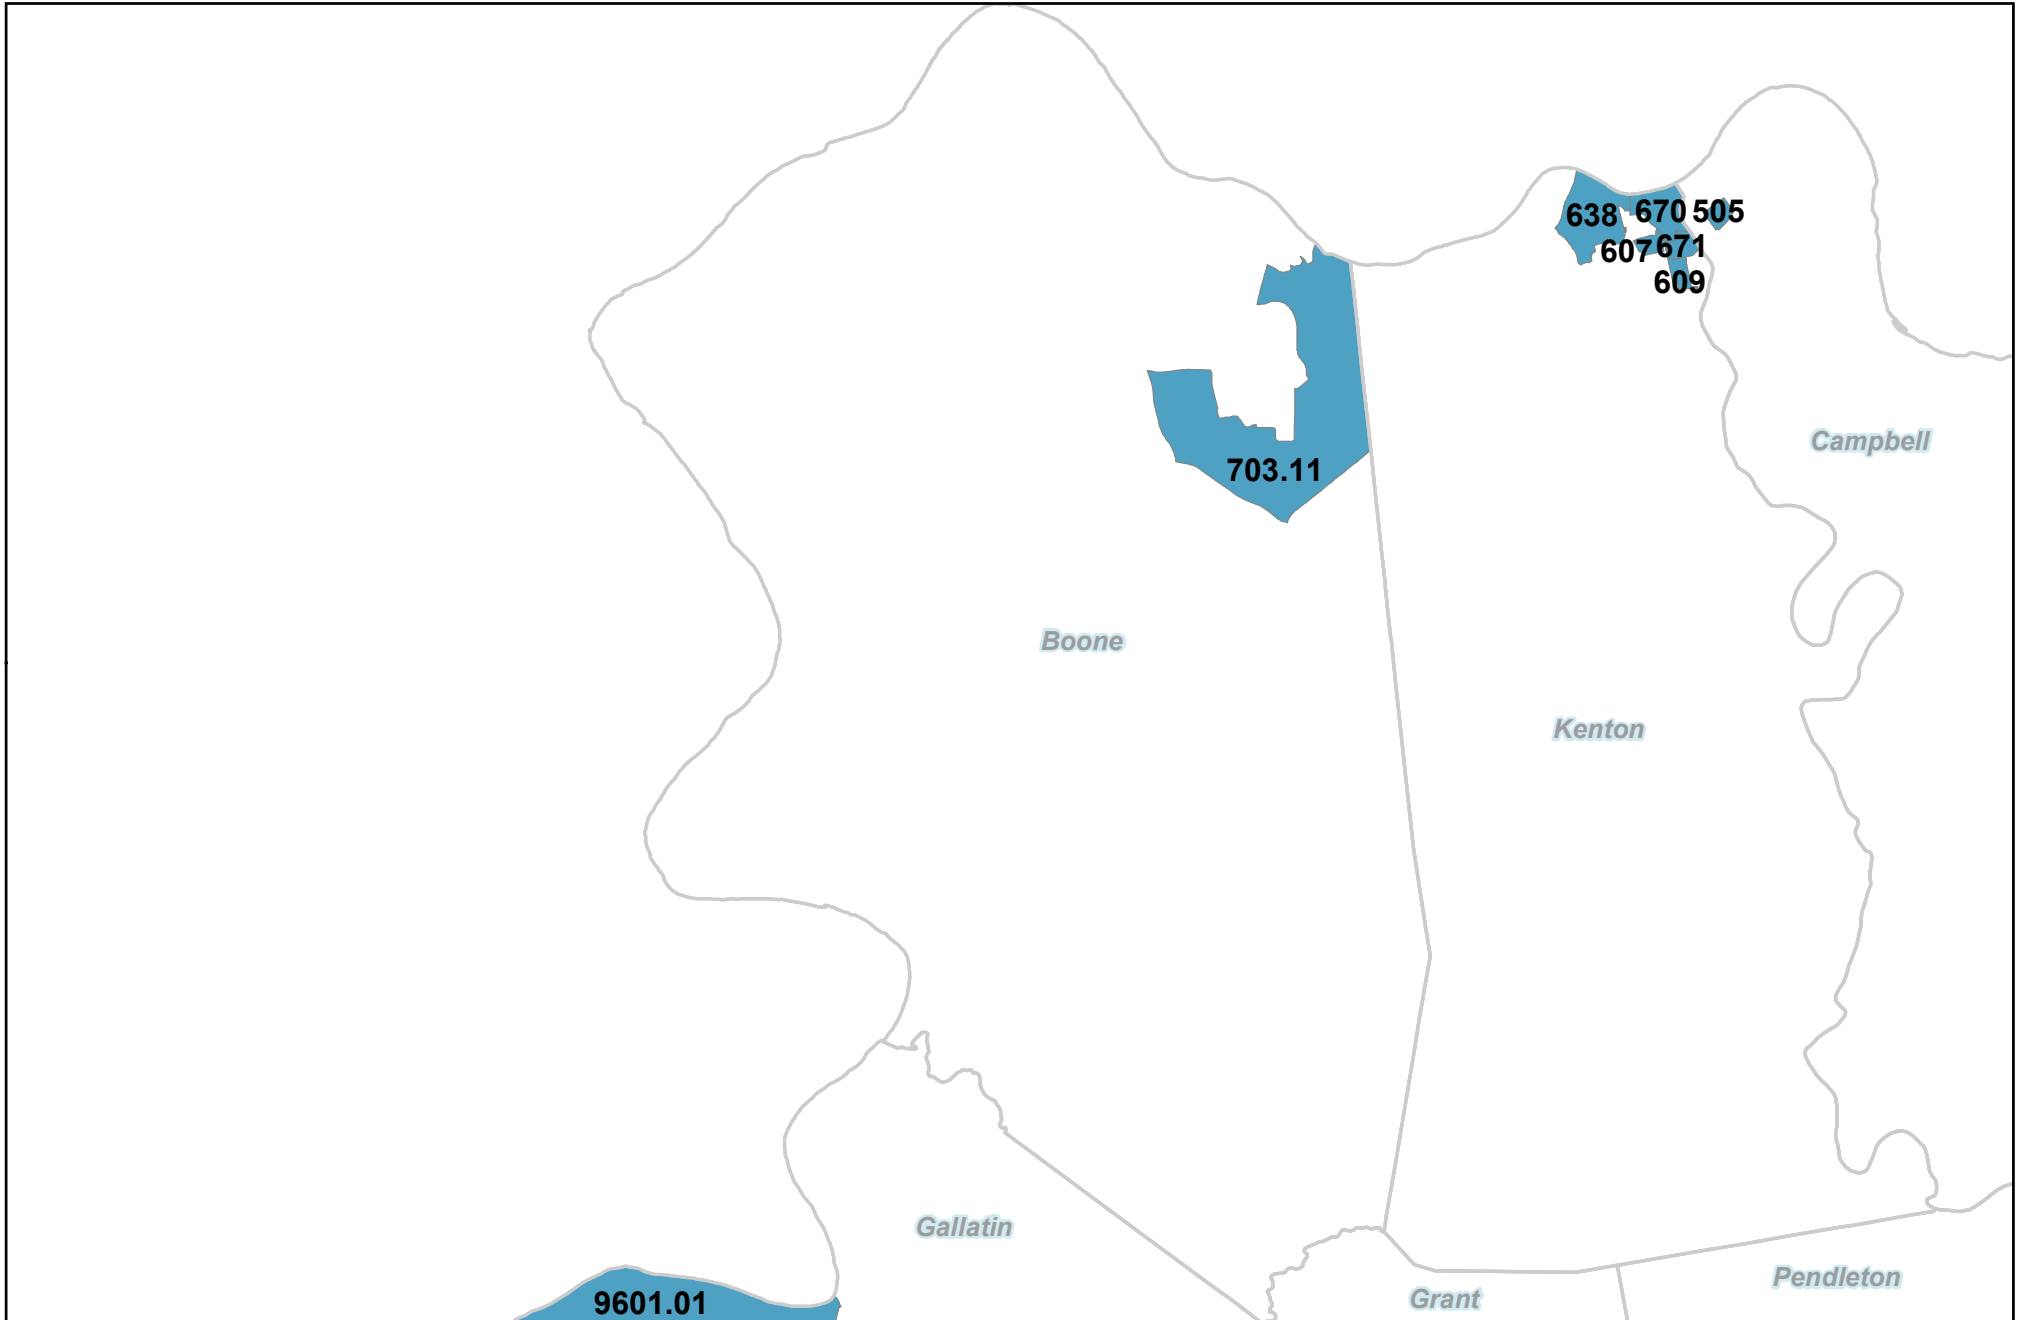 638
670
505
607
671
609
703.11
Campbell
Boone
Kenton
Gallatin
9601.01
Grant
Pendleton